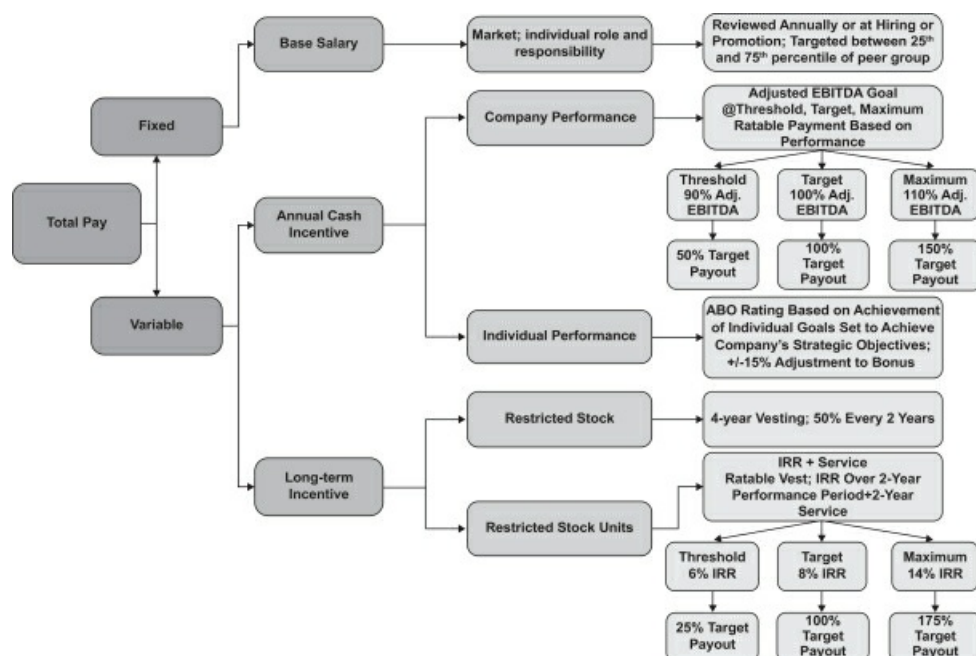 Total Pay
Fixed
Variable
Base Salary
Market; individual role and
responsibility
Reviewed Annually or at Hiring or
Promotion; Targeted between 25th
and 75th percentile of peer group
Annual Cash
Incentive
Company Performance
Adjusted EBITDA Goal
@Threshold, Target, Maximum
Ratable Payment Based on
Performance
Threshold
90% Adj.
EBITDA
Target
100% Adj.
EBITDA
Maximum
110% Adj.
EBITDA
50% Target
Payout
100%
Target
Payout
150%
Target
Payout
Individual Performance
ABO Rating Based on Achievement
of Individual Goals Set to Achieve
Company's Strategic Objectives;
+/-15% Adjustment to Bonus
Long-term
Incentive
Restricted Stock
4-year Vesting; 50% Every 2 Years
Restricted Stock Units
IRR + Service
Ratable Vest; IRR Over 2-Year
Performance Period+2-Year
Service
Threshold
6% IRR
Target
8% IRR
Maximum
14% IRR
25% Target
Payout
100%
Target
Payout
175%
Target
Payout